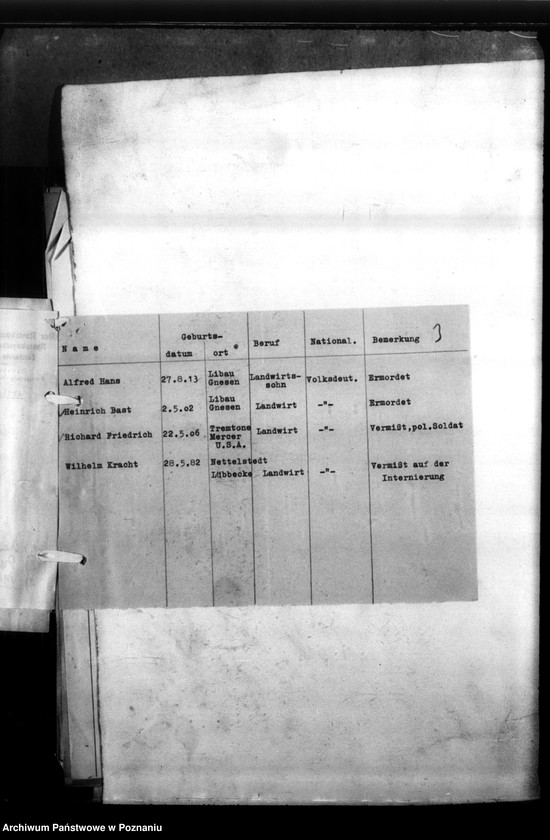 3
Geburts-
Name datum ort Beruf National. Bemerkung
Alfred Hans 27.8.13 Libau Gnesen Landwirts-sohn Volksdeut. Ermordet
Heinrich Bast 2.5.02 Libau Gnesen Landwirt -"- Ermordet
Richard Friedrich 22.5.06 Tremtone Mercer U.S.A. Landwirt -"- Vermißt,pol.Soldat
Wilhelm Kracht 28.5.82 Nettelstedt Lübbecke Landwirt -"- Vermißt auf der Internierung
Archiwum Państwowe w Poznaniu